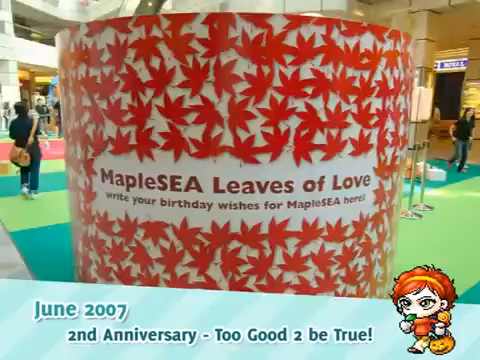 MapleSEA Leaves of Love
write your birthday wishes for MapleSEA here!
June 2007
2nd Anniversary - Too Good 2 be True!